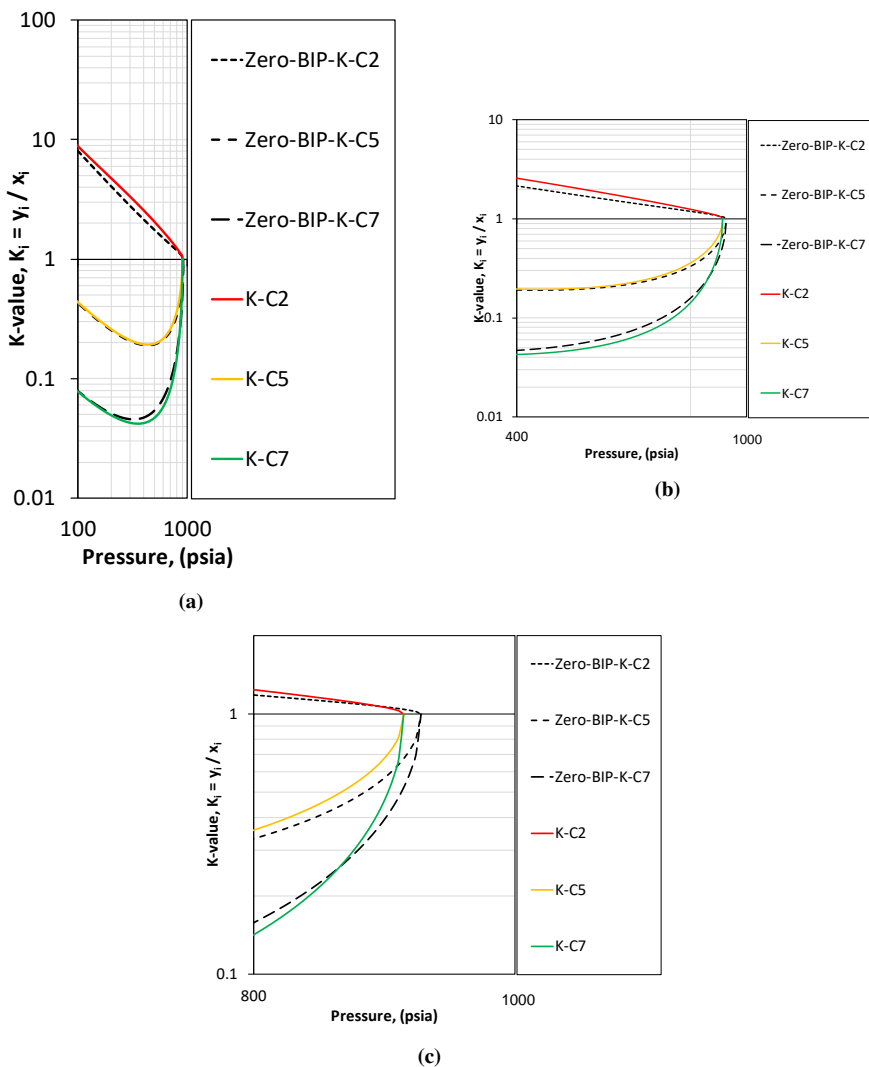 100
10
1
0.1
0.01
K-value, Ki = yi / xi
100 1000
Pressure, (psia)
Zero-BIP-K-C2
Zero-BIP-K-C5
Zero-BIP-K-C7
K-C2
K-C5
K-C7
(a)
10
1
0.1
0.01
K-value, Ki = yi / xi
400 1000
Pressure, (psia)
Zero-BIP-K-C2
Zero-BIP-K-C5
Zero-BIP-K-C7
K-C2
K-C5
K-C7
(b)
1
0.1
K-value, Ki = yi / xi
800 1000
Pressure, (psia)
Zero-BIP-K-C2
Zero-BIP-K-C5
Zero-BIP-K-C7
K-C2
K-C5
K-C7
(c)